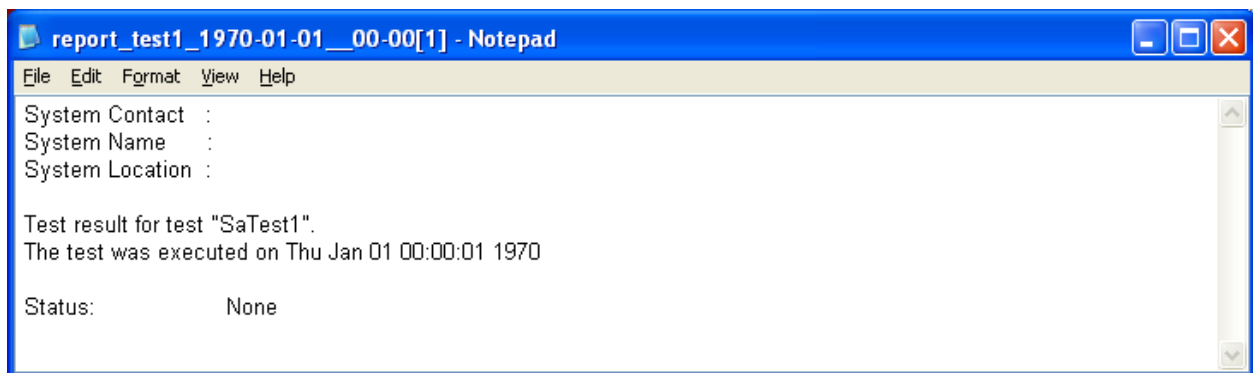 report_test1_1970-01-01__00-00[1] - Notepad
File Edit Format View Help
System Contact :
System Name :
System Location :
Test result for test "SaTest1".
The test was executed on Thu Jan 01 00:00:01 1970
Status: None